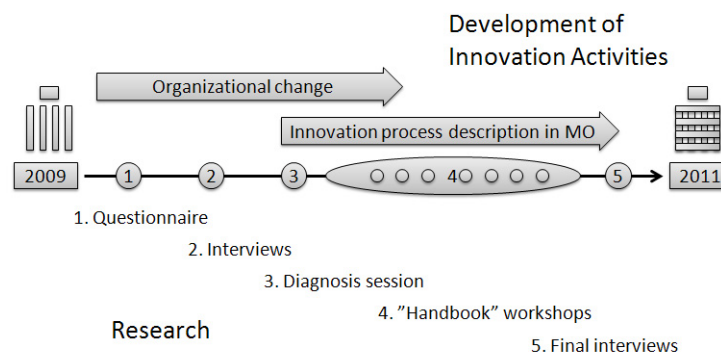 Development of
Innovation Activities
Organizational change
Innovation process description in MO
2009 1 2 3 4 5 2011
1. Questionnaire
2. Interviews
3. Diagnosis session
4. ”Handbook” workshops
Research
5. Final interviews